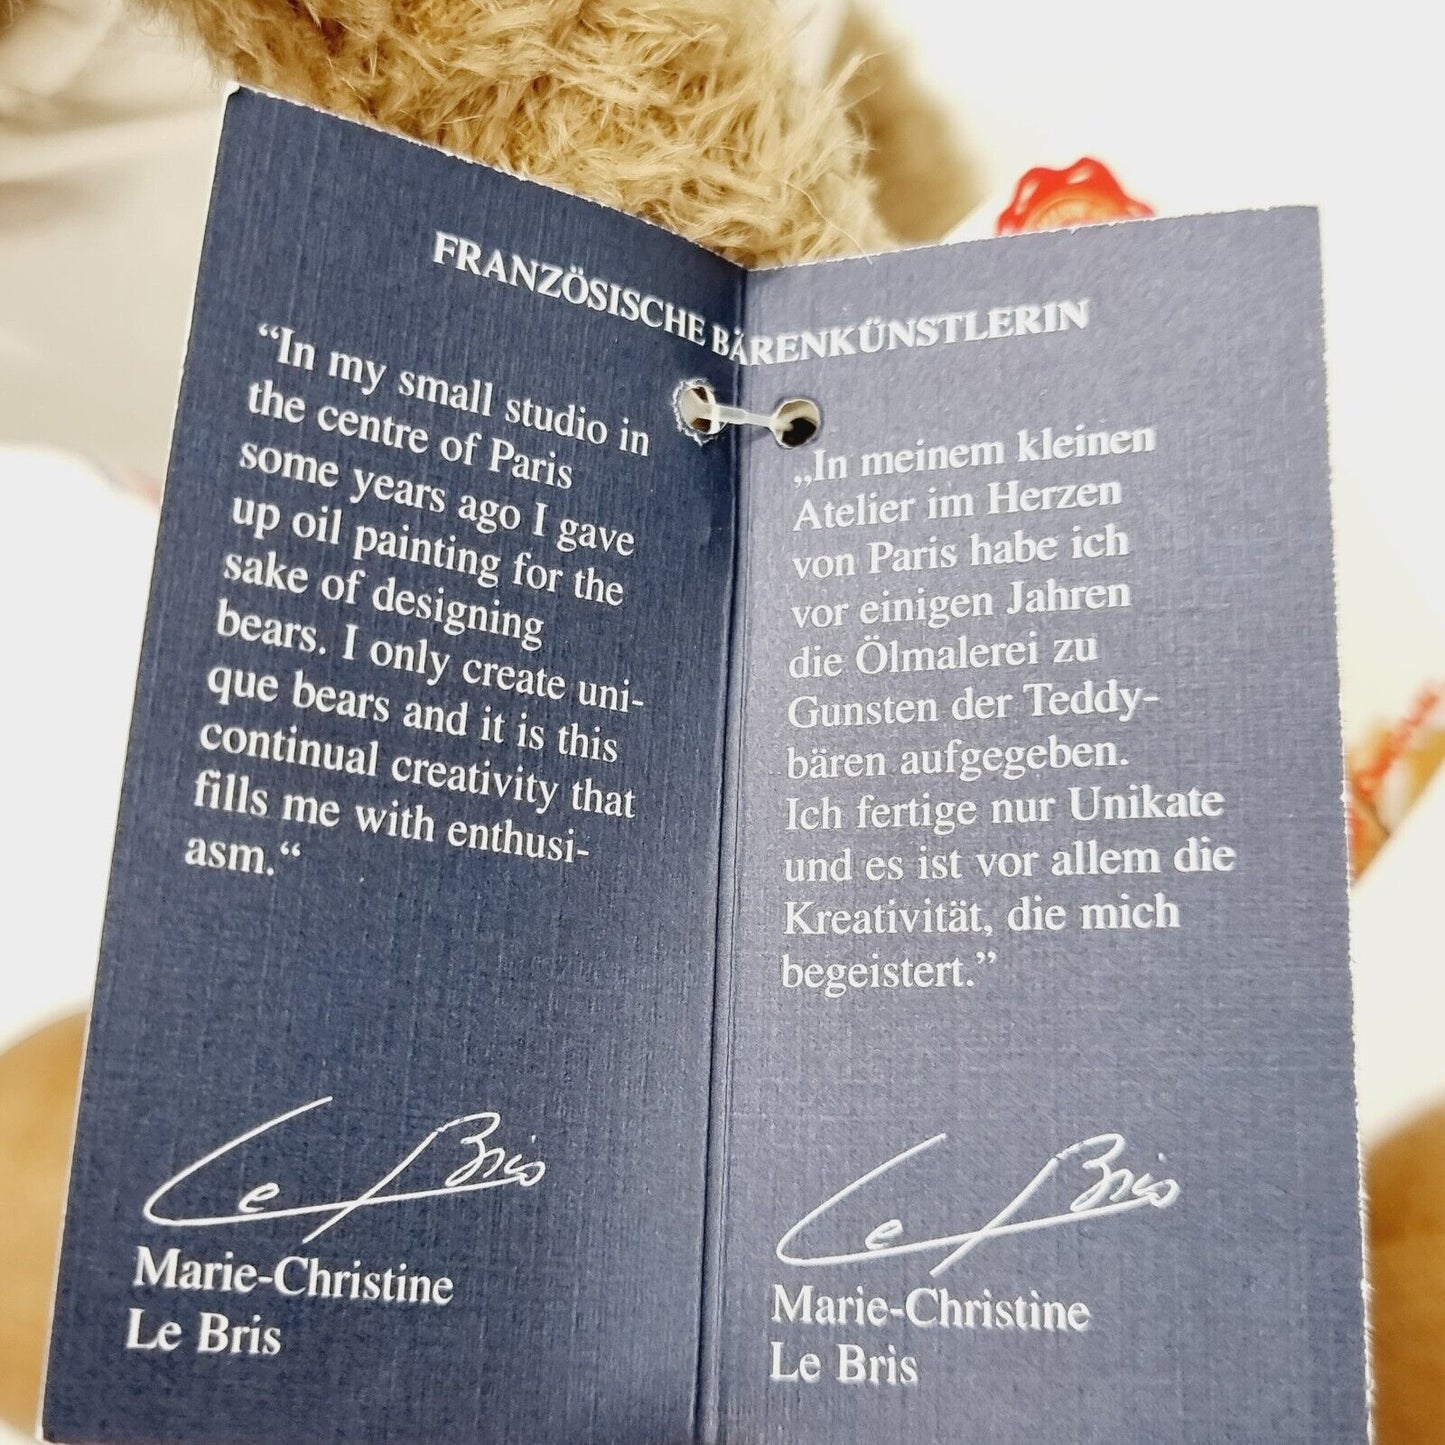 FRANZÖSISCHE BÄRENKÜNSTLERIN
“In my small studio in
the centre of Paris
some years ago I gave
up oil painting for the
sake of designing
bears. I only create uni-
que bears and it is this
continual creativity that
fills me with enthusi-
asm.“
Le Bris
Marie-Christine
Le Bris
„In meinem kleinen
Atelier im Herzen
von Paris habe ich
vor einigen Jahren
die Ölmalerei zu
Gunsten der Teddy-
bären aufgegeben.
Ich fertige nur Unikate
und es ist vor allem die
Kreativität, die mich
begeistert.”
Le Bris
Marie-Christine
Le Bris